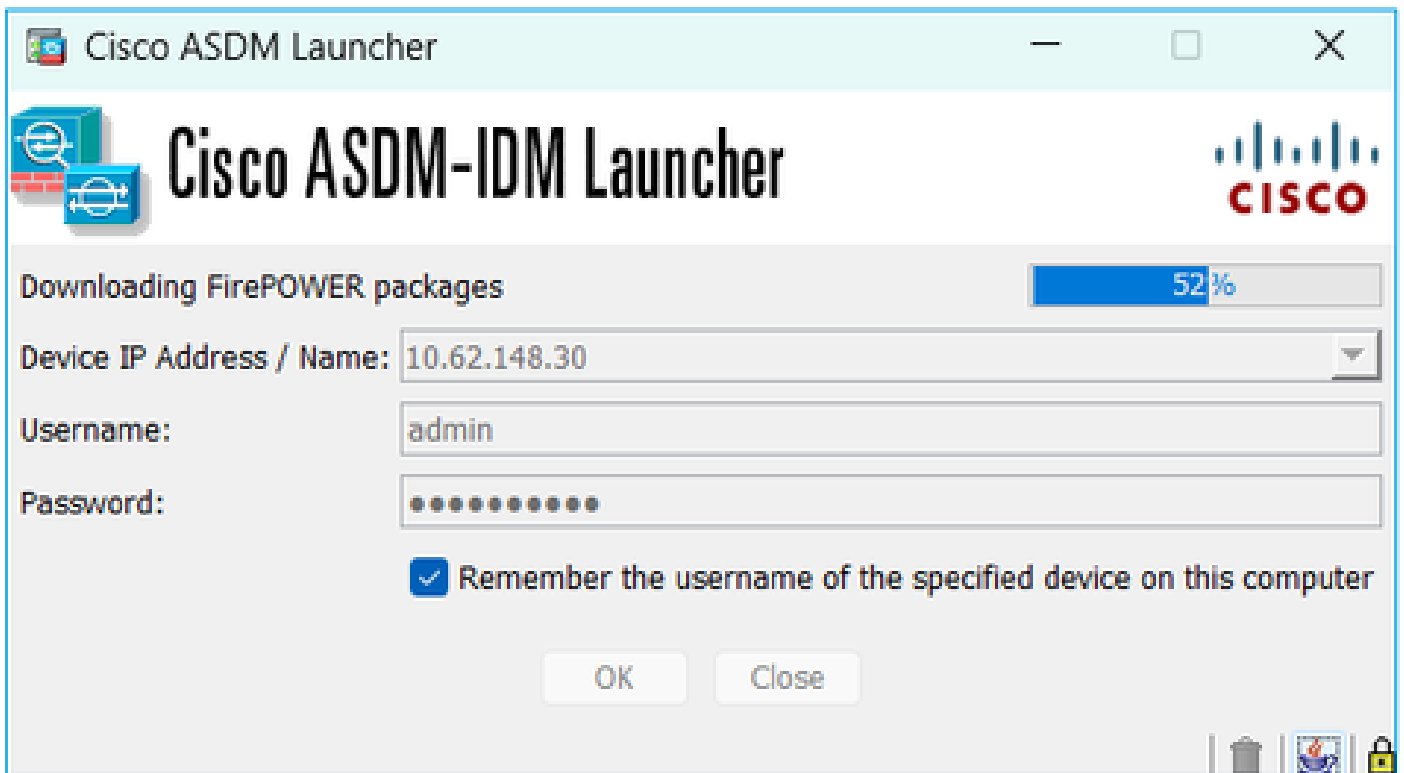 Cisco ASDM Launcher
Cisco ASDM-IDM Launcher
CISCO
Downloading FirePOWER packages
52%
Device IP Address / Name: 10.62.148.30
Username: admin
Password: ●●●●●●●●●●
Remember the username of the specified device on this computer
OK Close